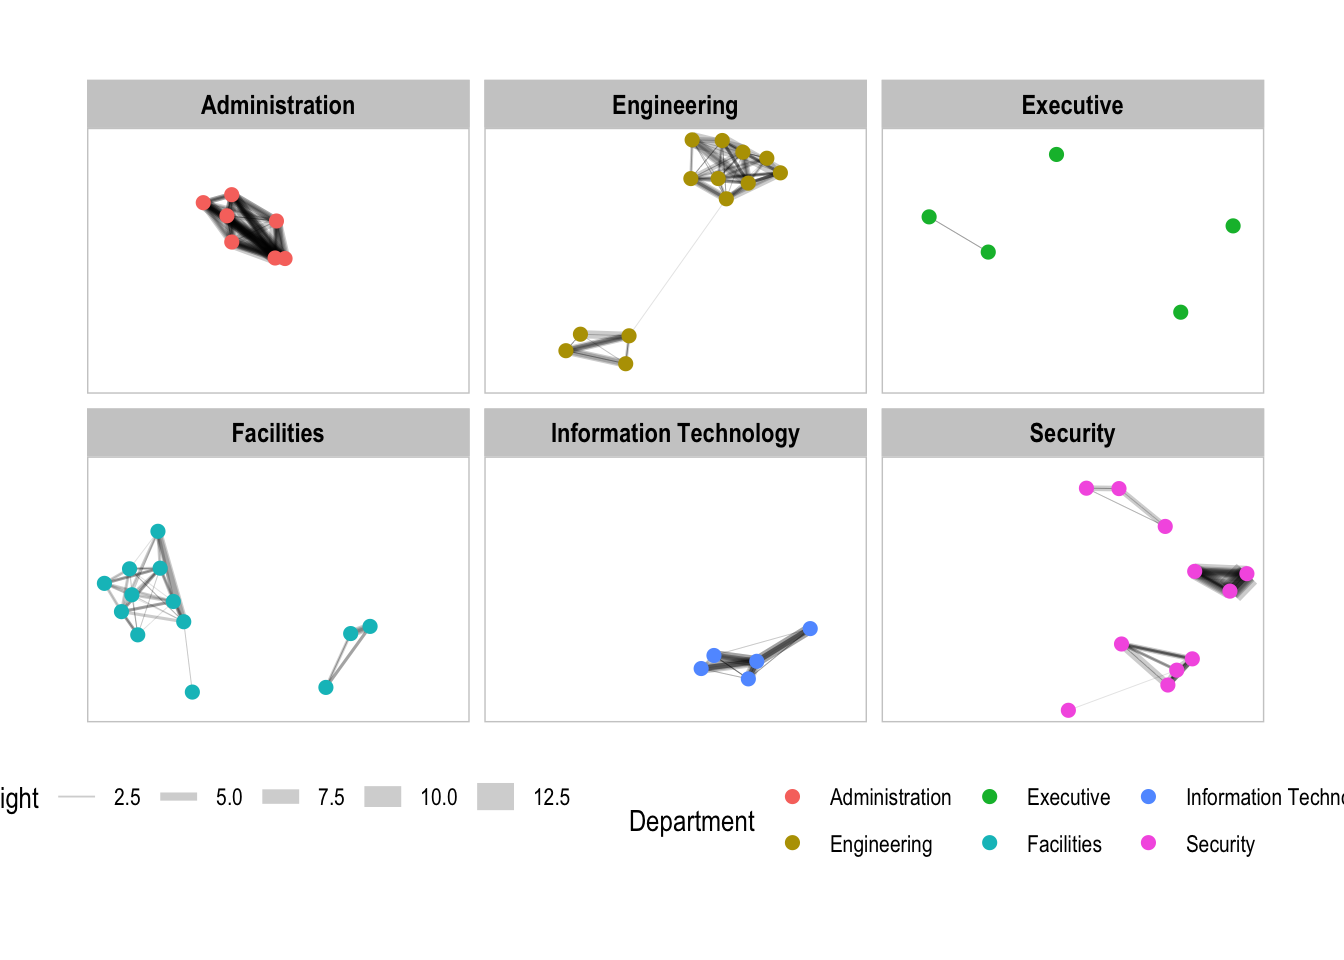 Administration
Engineering
Executive
Facilities
Information Technology
Security
2.5 5.0 7.5 10.0 12.5
Department
Administration Executive Information
Engineering Facilities Security